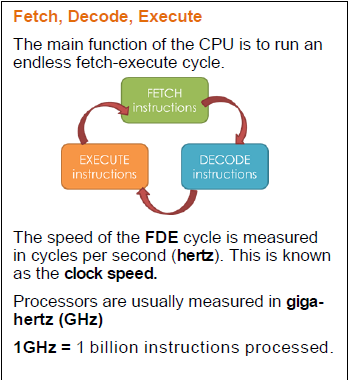 Fetch, Decode, Execute
The main function of the CPU is to run an
endless fetch-execute cycle.
FETCH
instructions
EXECUTE
instructions
DECODE
instructions
The speed of the FDE cycle is measured
in cycles per second (hertz). This is known
as the clock speed.
Processors are usually measured in giga-
hertz (GHz)
1GHz = 1 billion instructions processed.